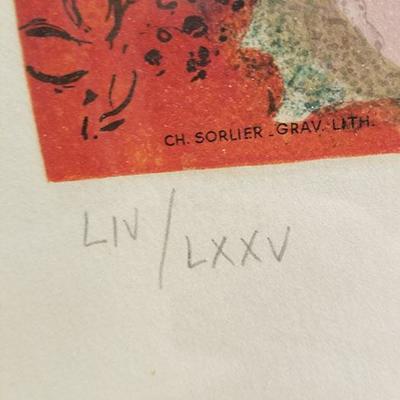 CH. SORLIER - GRAV. LITH.
LIV/LXXV